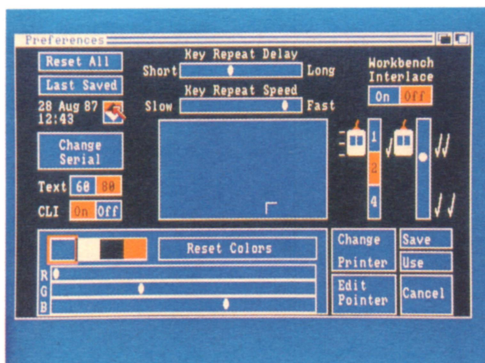 Preferences
Reset All
Last Saved
28 Aug 87
12:43
Change
Serial
Text 60 80
CLI On Off
Key Repeat Delay
Short Long
Key Repeat Speed
Slow Fast
Workbench
Interlace
On Off
1
2
4
Reset Colors
R
G
B
Change
Printer
Edit
Pointer
Save
Use
Cancel